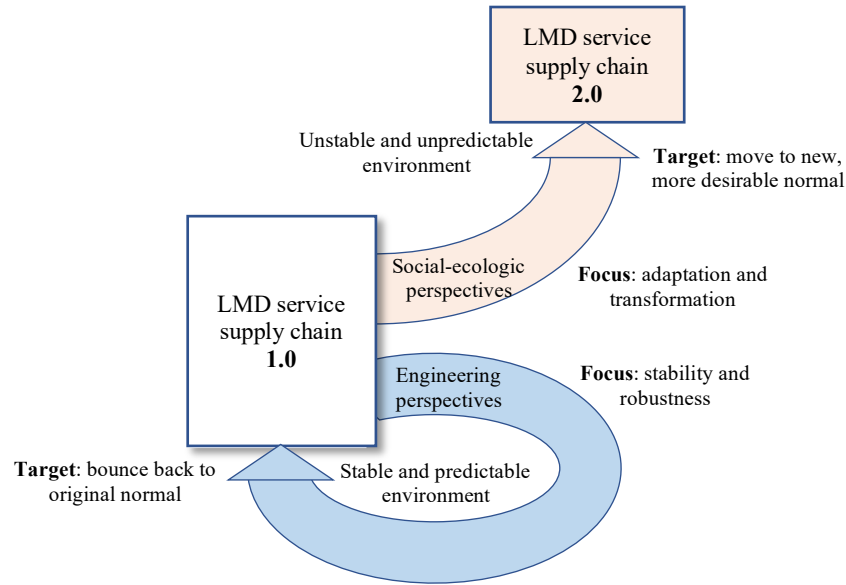 LMD service
supply chain
2.0
Unstable and unpredictable
environment
Target: move to new,
more desirable normal
Social-ecologic
perspectives
Focus: adaptation and
transformation
LMD service
supply chain
1.0
Engineering
perspectives
Focus: stability and
robustness
Target: bounce back to
original normal
Stable and predictable
environment